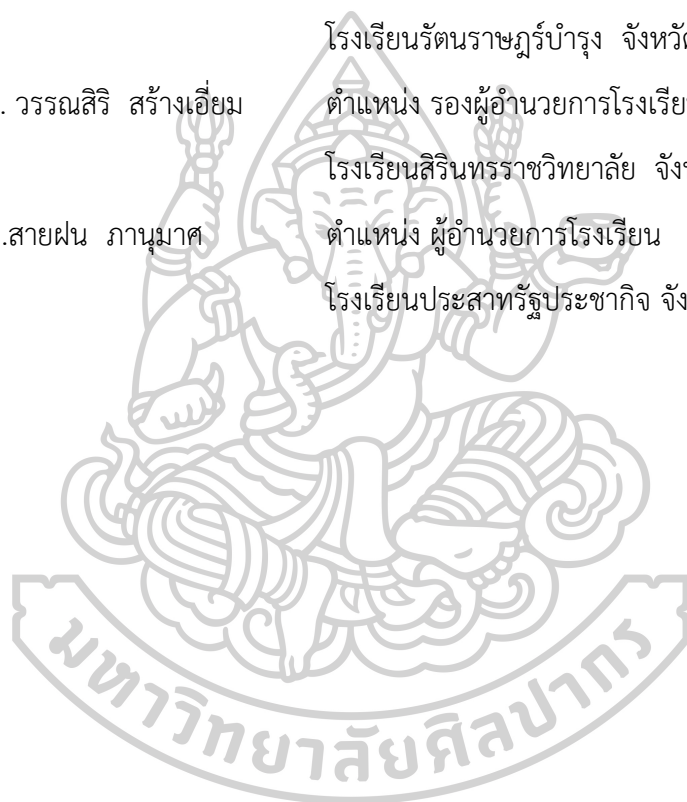 โรงเรียนรัตนราษฎร์บำรุง จังหวั
. วรรณสิริ สร้างเอี่ยม ตำแหน่ง รองผู้อำนวยการโรงเรีย
โรงเรียนสิรินทรราชวิทยาลัย จัง
.สายฝน ภานุมาศ ตำแหน่ง ผู้อำนวยการโรงเรียน
โรงเรียนประสาทรัฐประชากิจ จัง
มหาวิทยาลัยศิลปากร